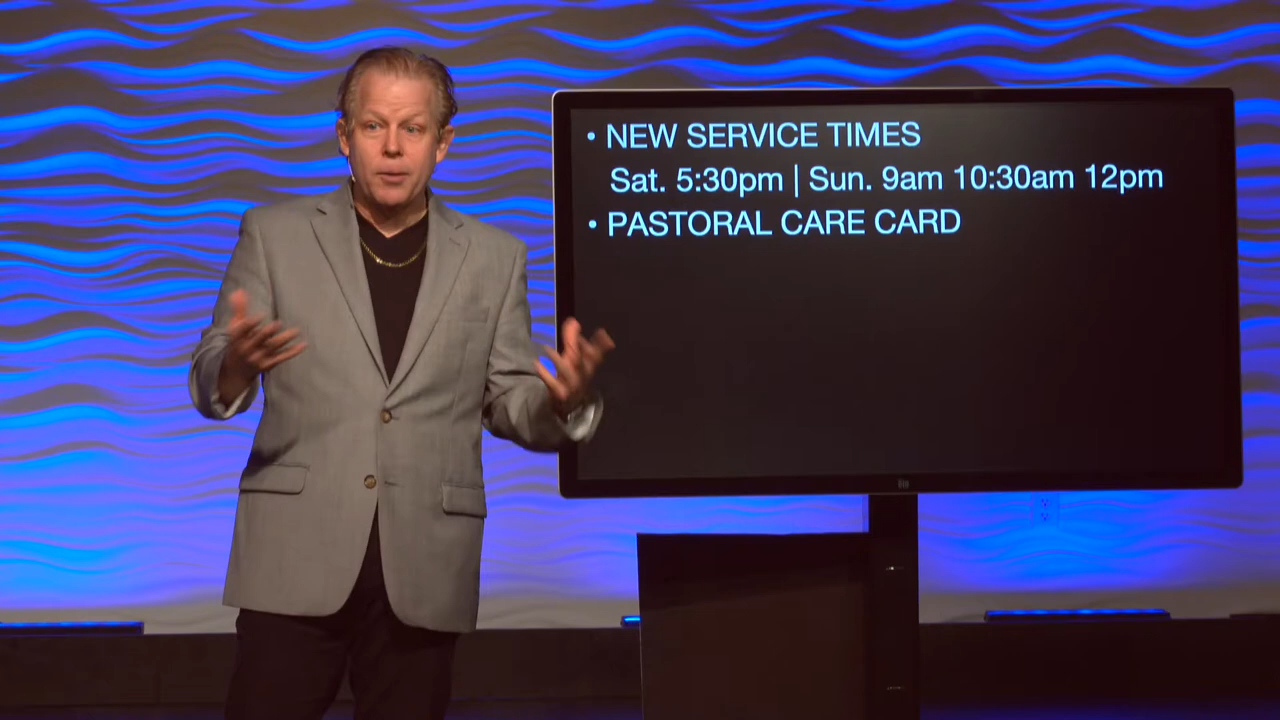 • NEW SERVICE TIMES
Sat. 5:30pm | Sun. 9am 10:30am 12pm
• PASTORAL CARE CARD